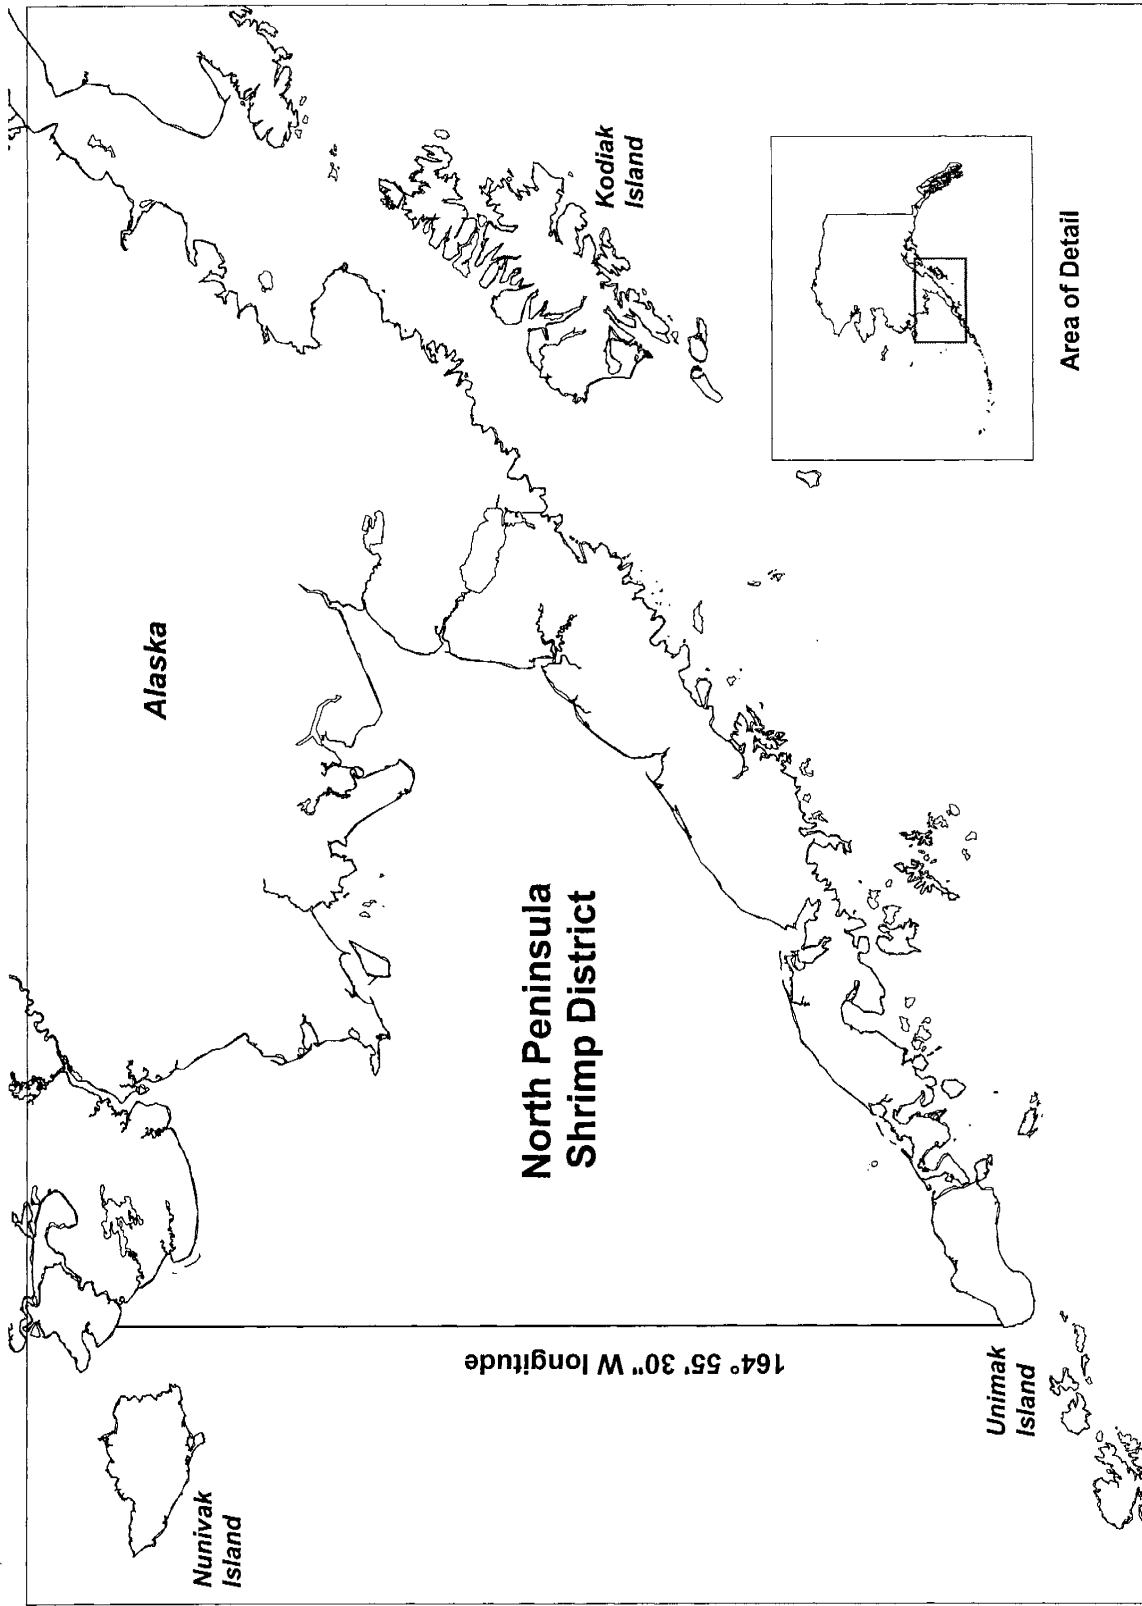 Alaska
Kodiak
Island
Area of Detail
North Peninsula
Shrimp District
164° 55' 30" W longitude
Nunivak
Island
Unimak
Island